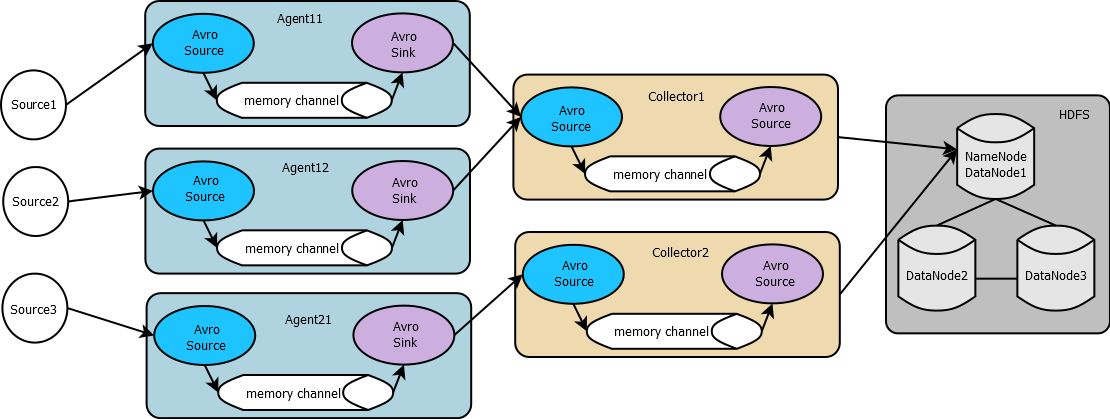 Source1
Agent11
Avro
Source
Avro
Sink
memory channel
Source2
Agent12
Avro
Source
Avro
Sink
memory channel
Source3
Agent21
Avro
Source
Avro
Sink
memory channel
Collector1
Avro
Source
Avro
Source
memory channel
Collector2
Avro
Source
Avro
Source
memory channel
HDFS
NameNode
DataNode1
DataNode2
DataNode3